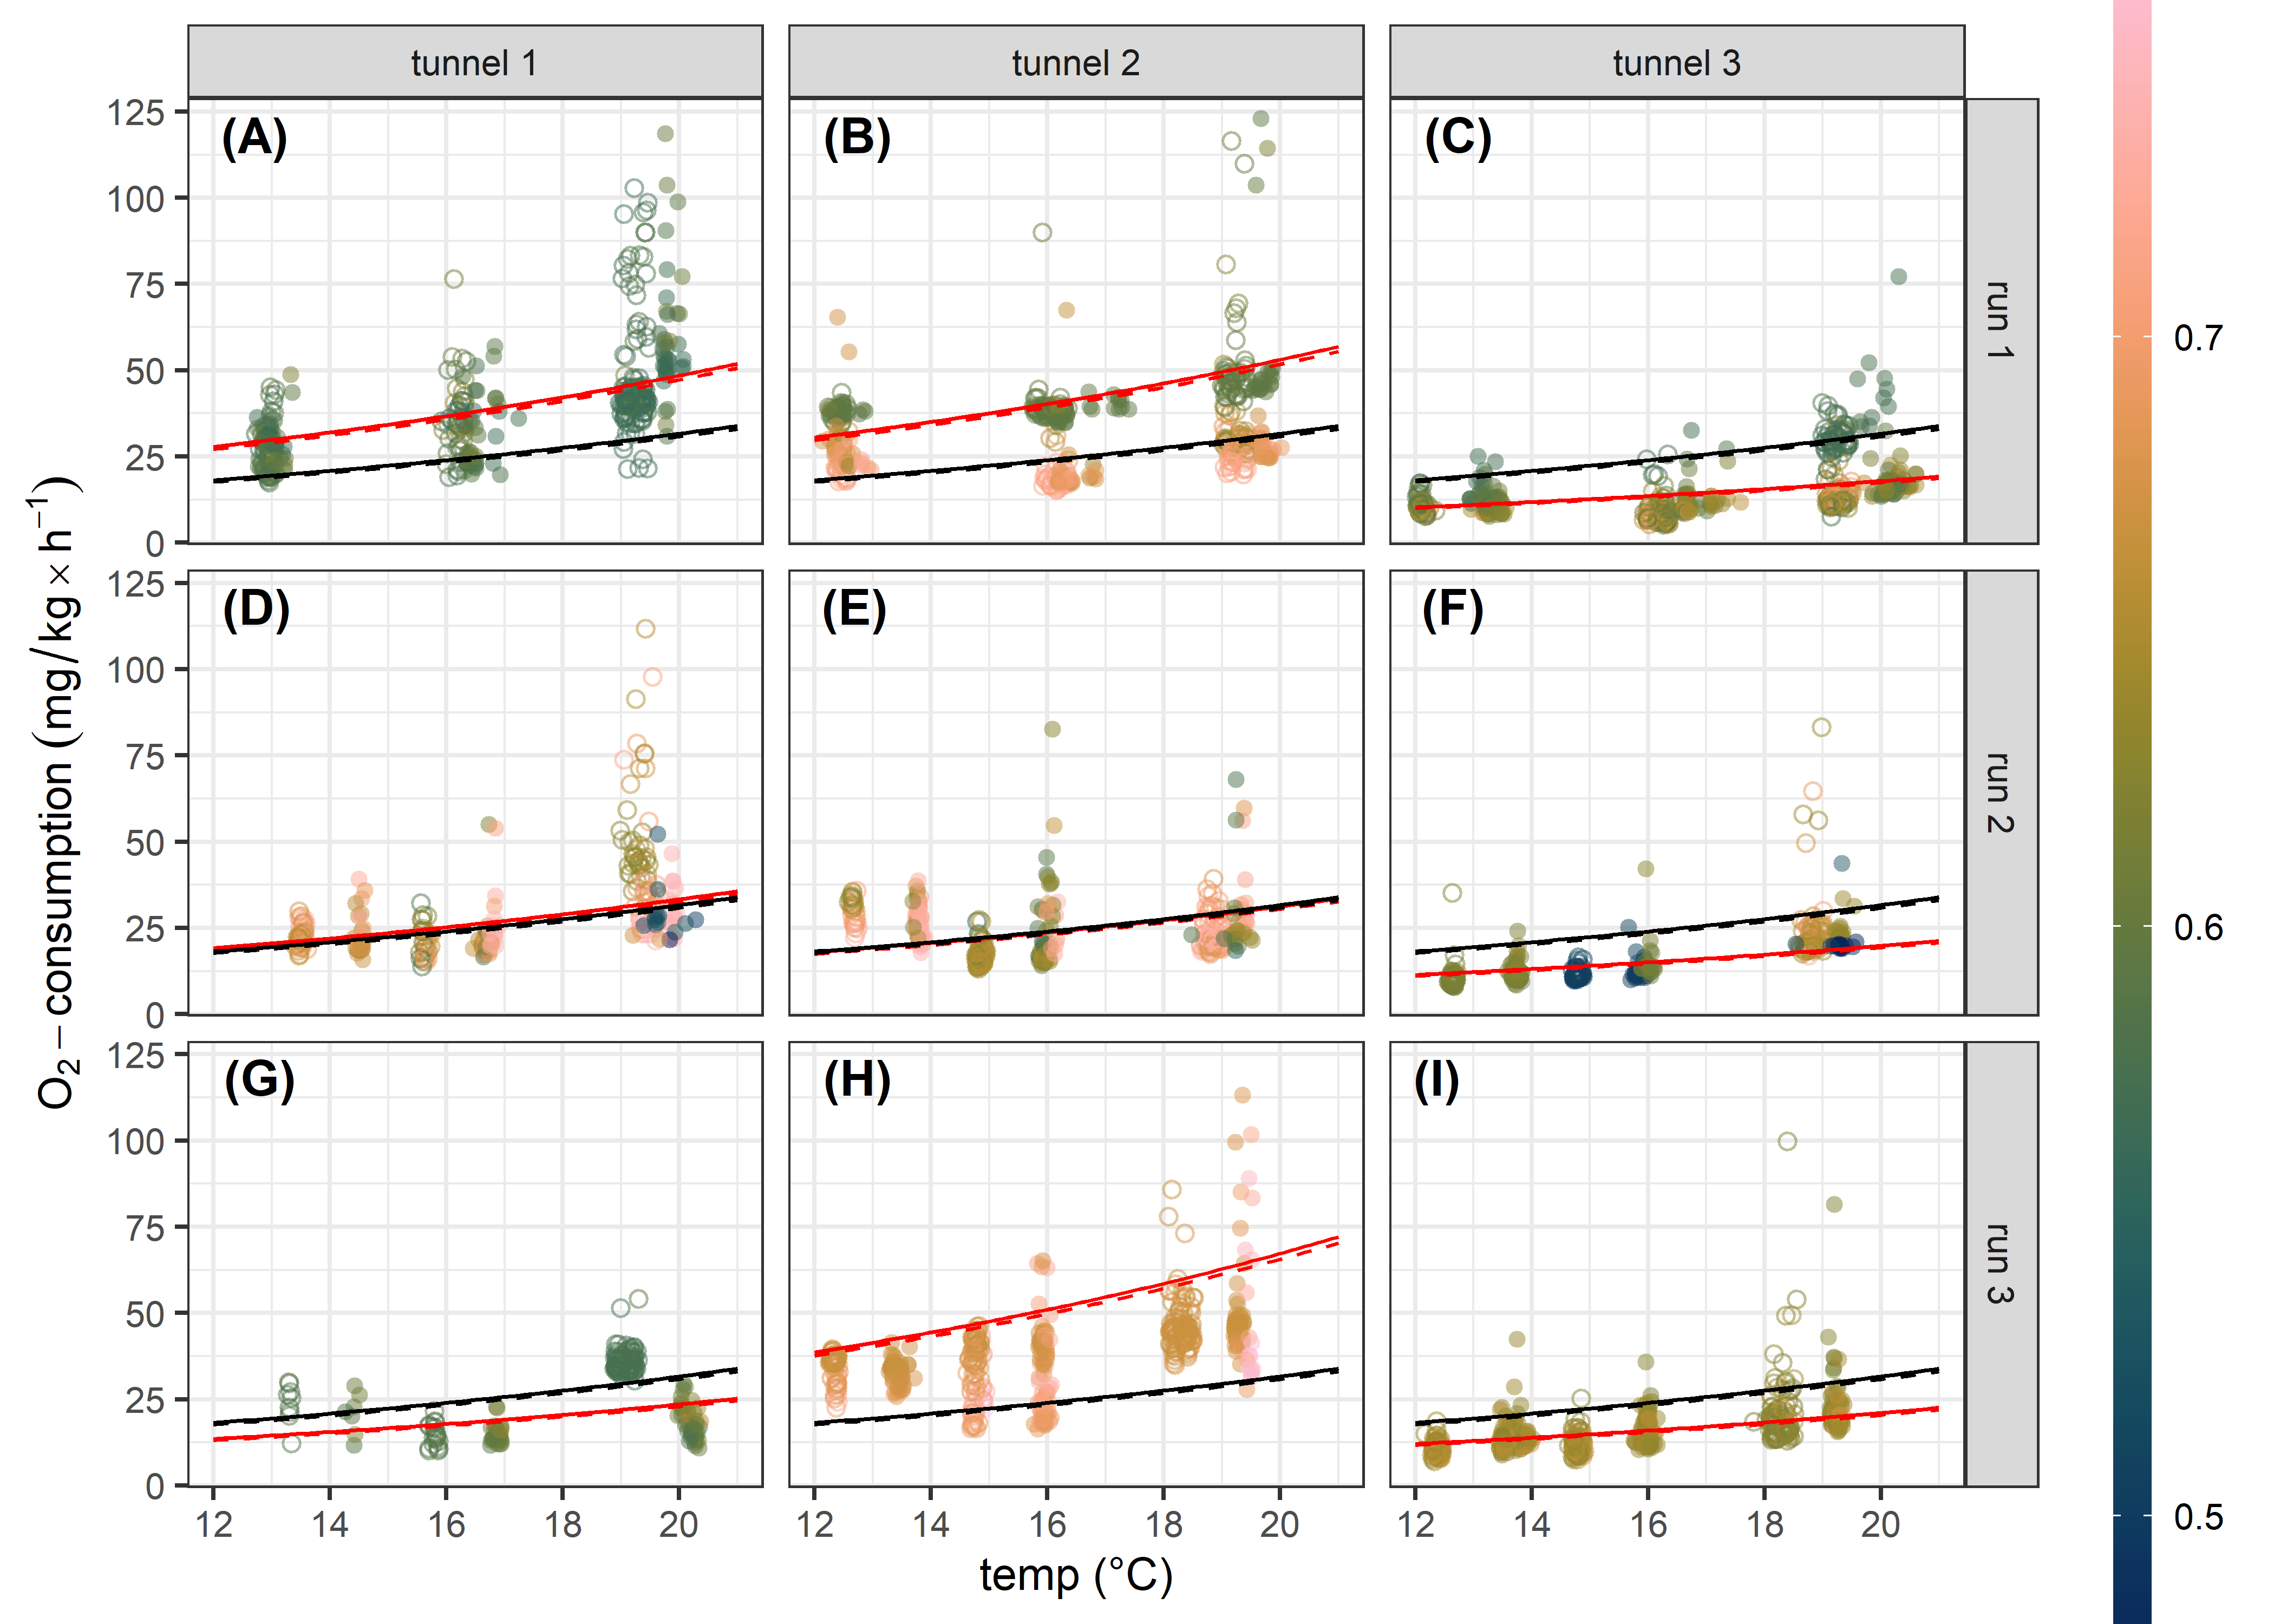 tunnel 1 tunnel 2 tunnel 3
(A) (B) (C)
125
100
75
50
25
0
run 1
0.7
(D) (E) (F)
125
100
75
50
25
0
run 2
0.6
(G) (H) (I)
125
100
75
50
25
0
run 3
0.5
12 14 16 18 20 12 14 16 18 20 12 14 16 18 20
temp (°C)
O₂−consumption (mg/kg × h⁻¹)